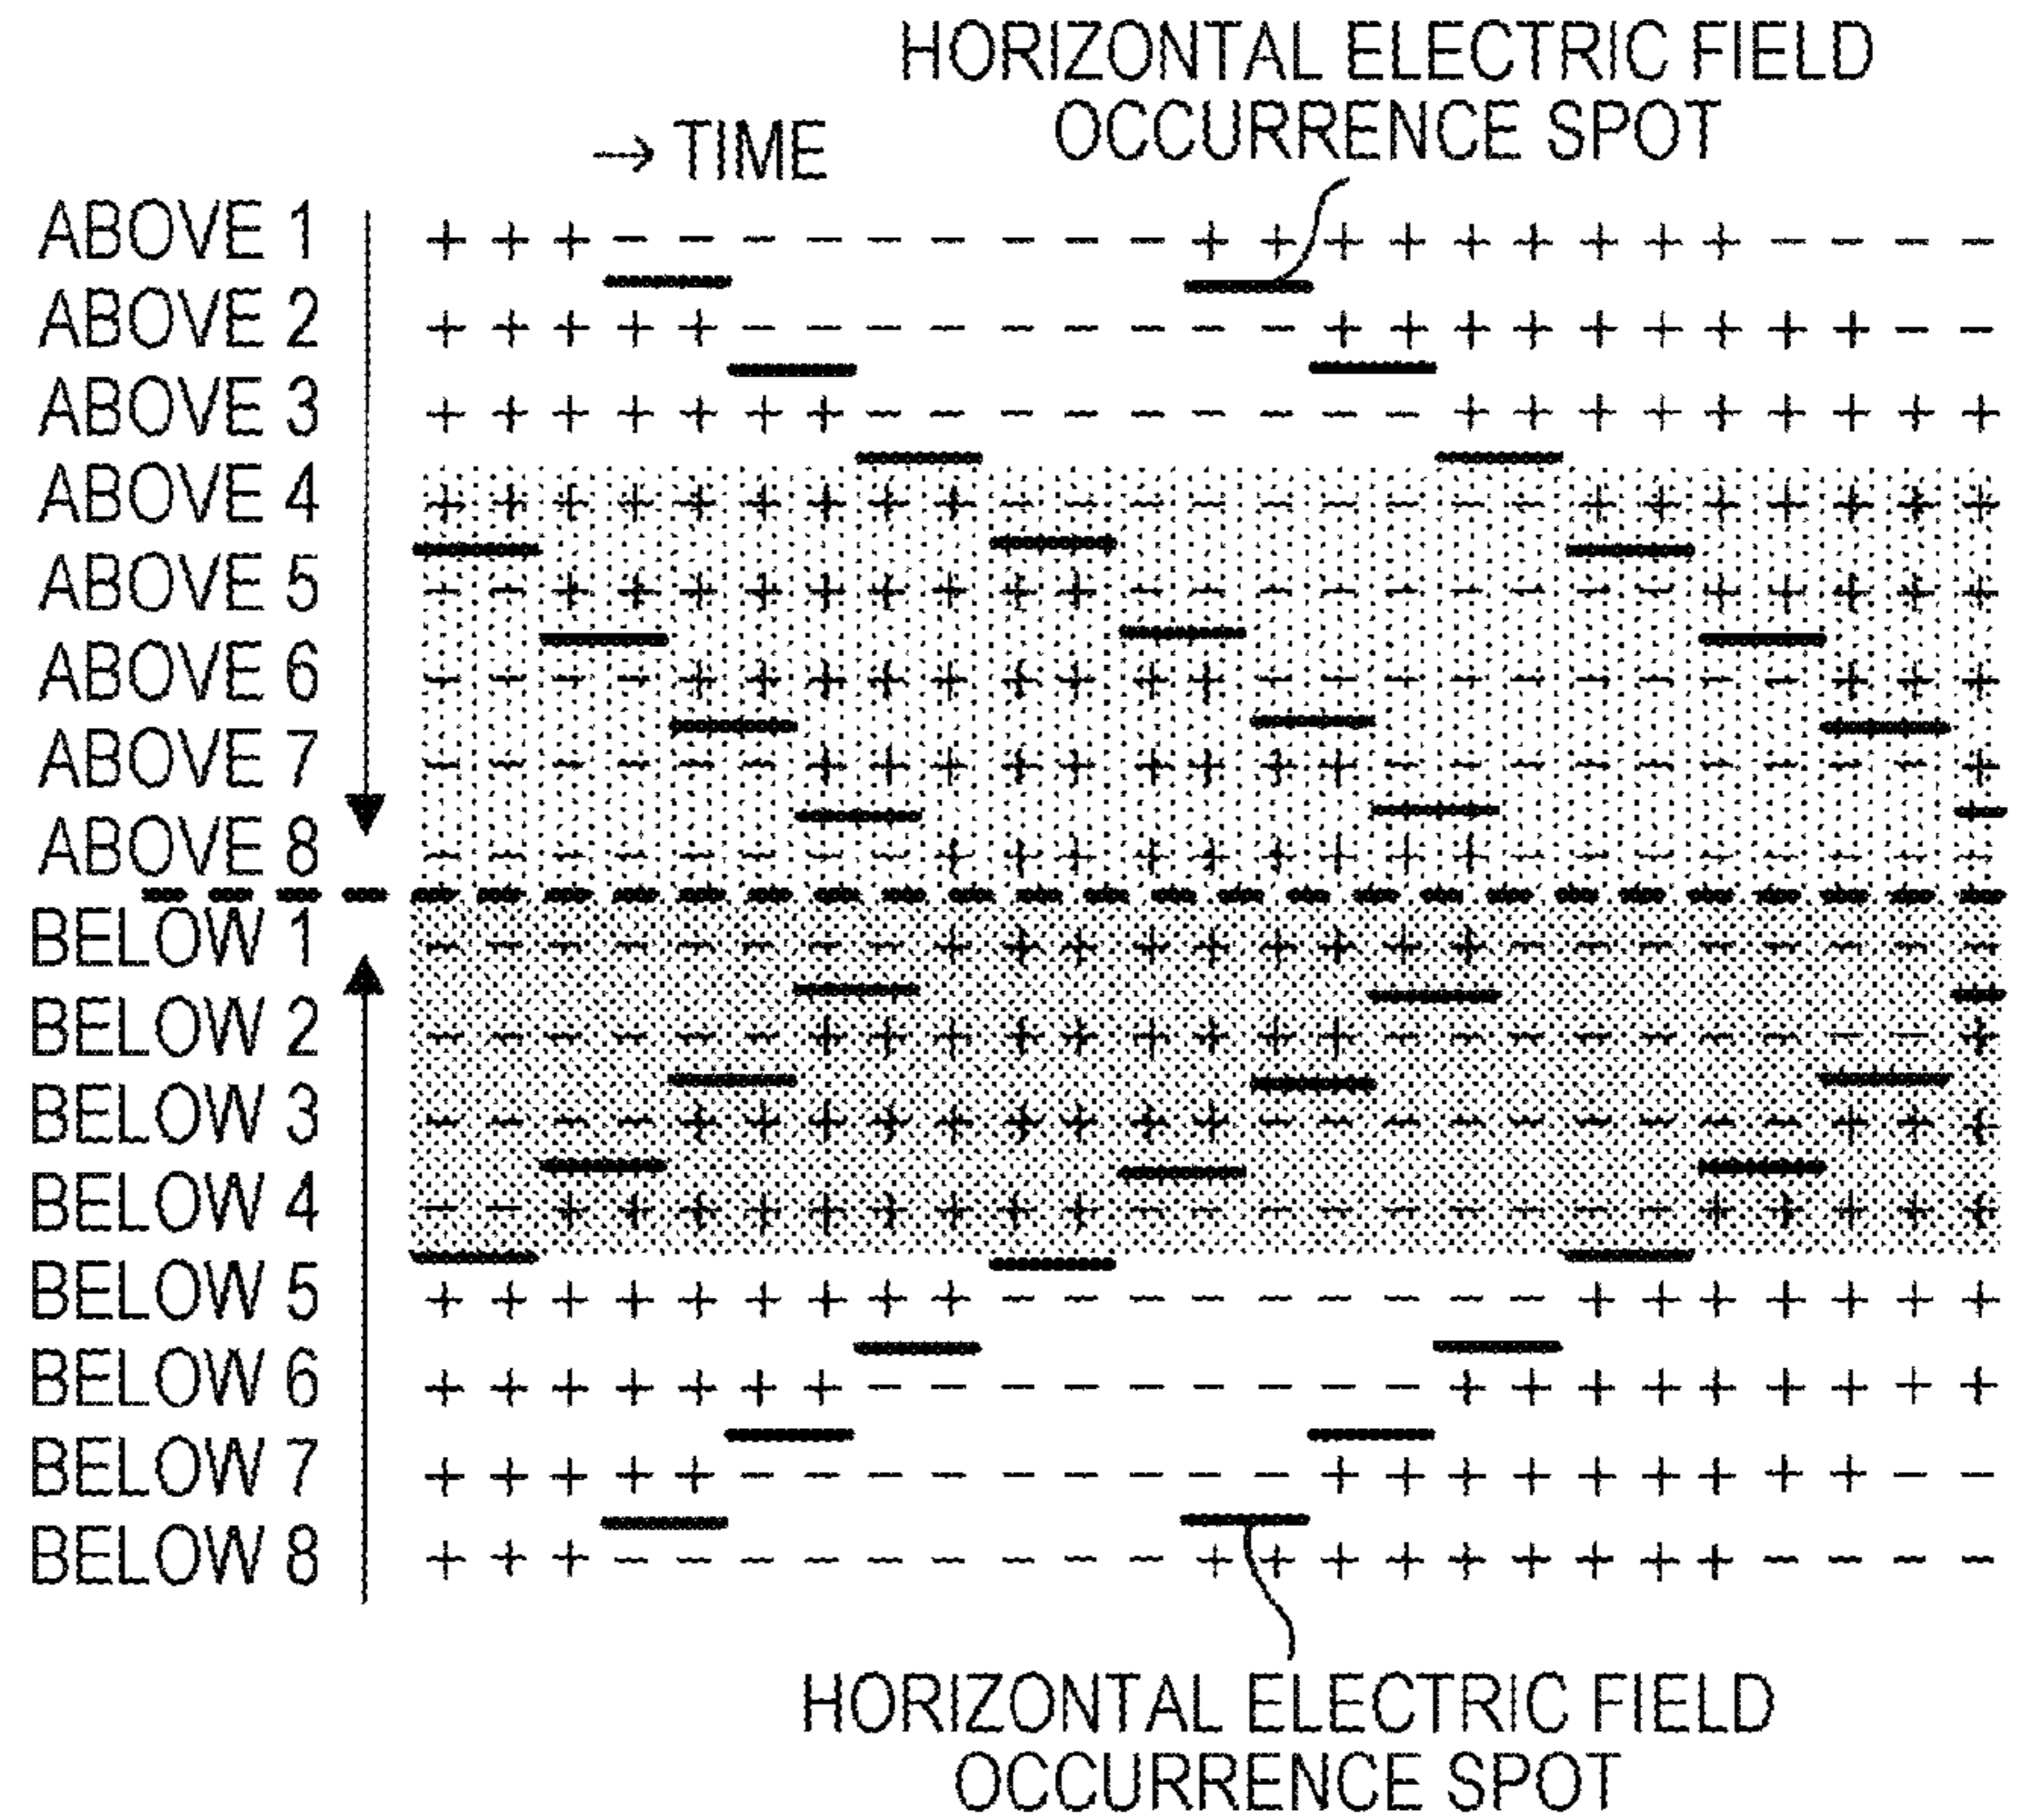 HORIZONTAL ELECTRIC FIELD
OCCURRENCE SPOT
→ TIME
ABOVE 1 + + + - - - - - - - - - + + + + + + + + + - - - -
ABOVE 2 + + + + + - - - - - - - - - + + + + + + + + + - -
ABOVE 3 + + + + + + + - - - - - - - - - + + + + + + + + +
ABOVE 4 + + + + + + + + + - - - - - - - - - + + + + + + +
ABOVE 5 - - + + + + + + + + + - - - - - - - - - + + + + +
ABOVE 6 - - - - + + + + + + + + + - - - - - - - - - + + +
ABOVE 7 - - - - - - + + + + + + + + + - - - - - - - - - +
ABOVE 8 - - - - - - - - + + + + + + + + + - - - - - - - -
BELOW 1 - - - - - - - - + + + + + + + + + - - - - - - - -
BELOW 2 - - - - - - + + + + + + + + + - - - - - - - - - +
BELOW 3 - - - - + + + + + + + + + - - - - - - - - - + + +
BELOW 4 - - + + + + + + + + + - - - - - - - - - + + + + +
BELOW 5 + + + + + + + + + - - - - - - - - - + + + + + + +
BELOW 6 + + + + + + + - - - - - - - - - + + + + + + + + +
BELOW 7 + + + + + - - - - - - - - - + + + + + + + + + - -
BELOW 8 + + + - - - - - - - - - + + + + + + + + + - - - -
HORIZONTAL ELECTRIC FIELD
OCCURRENCE SPOT